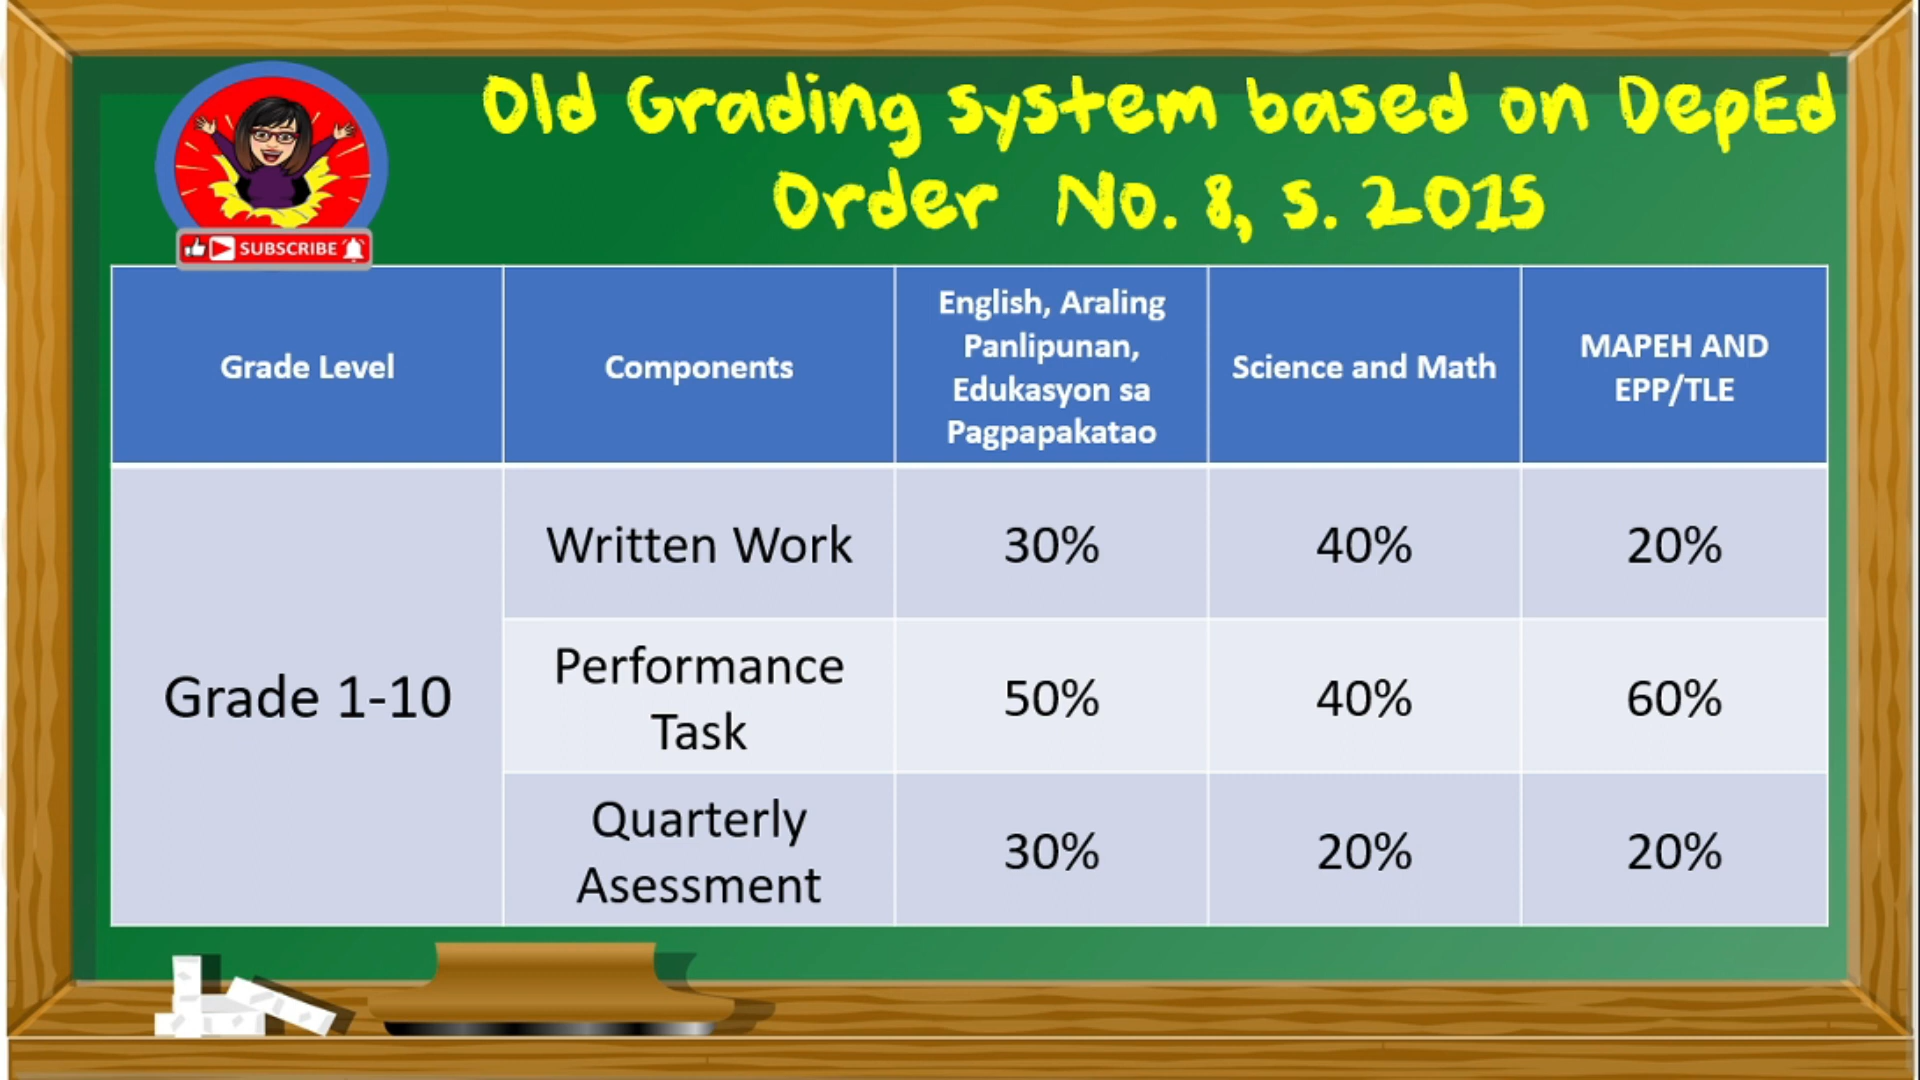 Old Grading system based on DepEd
Order No. 8, s. 2015
SUBSCRIBE
Grade Level
Components
English, Araling
Panlipunan,
Edukasyon sa
Pagpapakatao
Science and Math
MAPEH AND
EPP/TLE
Grade 1-10
Written Work
30%
40%
20%
Performance
Task
50%
40%
60%
Quarterly
Asessment
30%
20%
20%